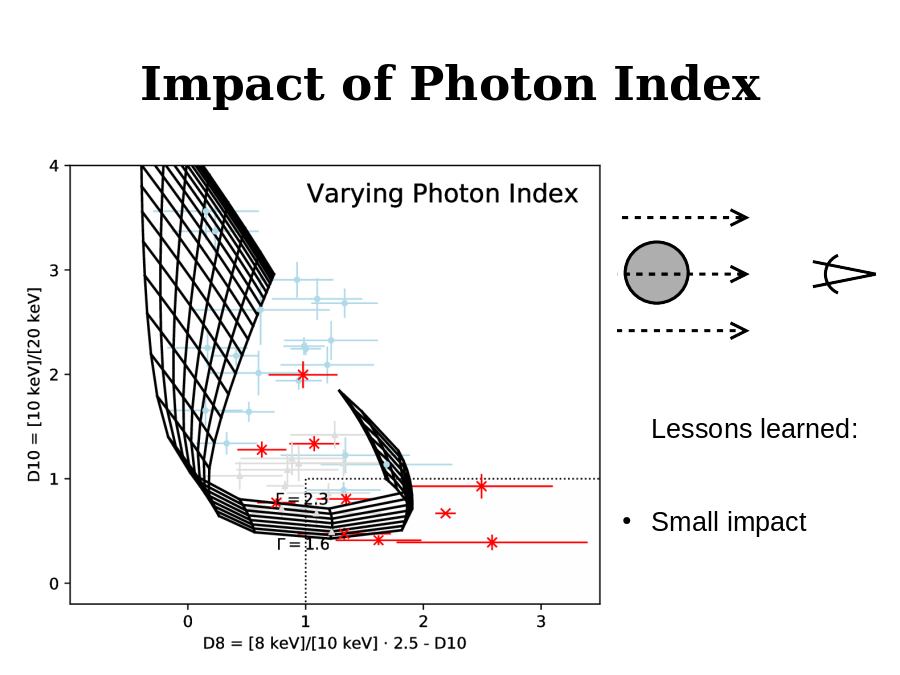 Impact of Photon Index
Varying Photon Index
4
3
2
1
0
D10 = [10 keV]/[20 keV]
Γ=2.3
Γ=1.6
0
1
2
3
D8 = [8 keV]/[10 keV] · 2.5 - D10
Lessons learned:
• Small impact